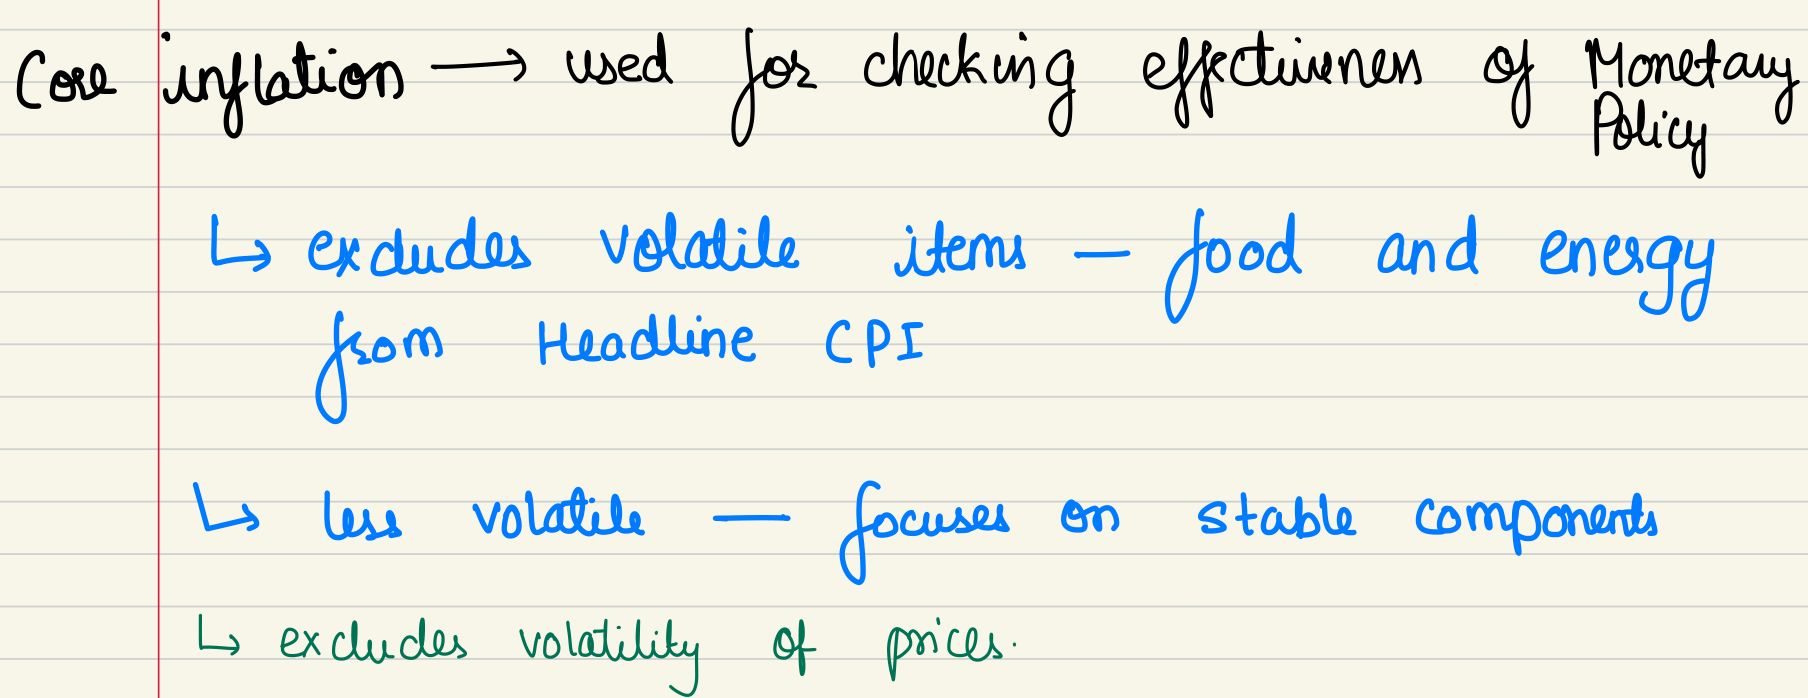 Core inflation → used for checking effectiveness of Monetary
Policy
↳ excludes volatile items — food and energy
from Headline CPI
↳ less volatile — focuses on stable components
↳ excludes volatility of prices.